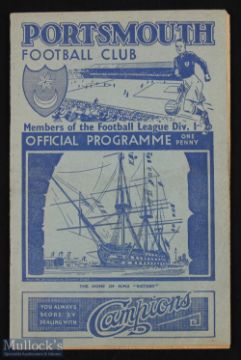 PORTSMOUTH
FOOTBALL CLUB
Members of the Football League Div. 1
OFFICIAL PROGRAMME ONE PENNY
THE HOME OF H.M.S "VICTORY"
YOU ALWAYS
SCORE BY
DEALING WITH
Campions
Mullock's